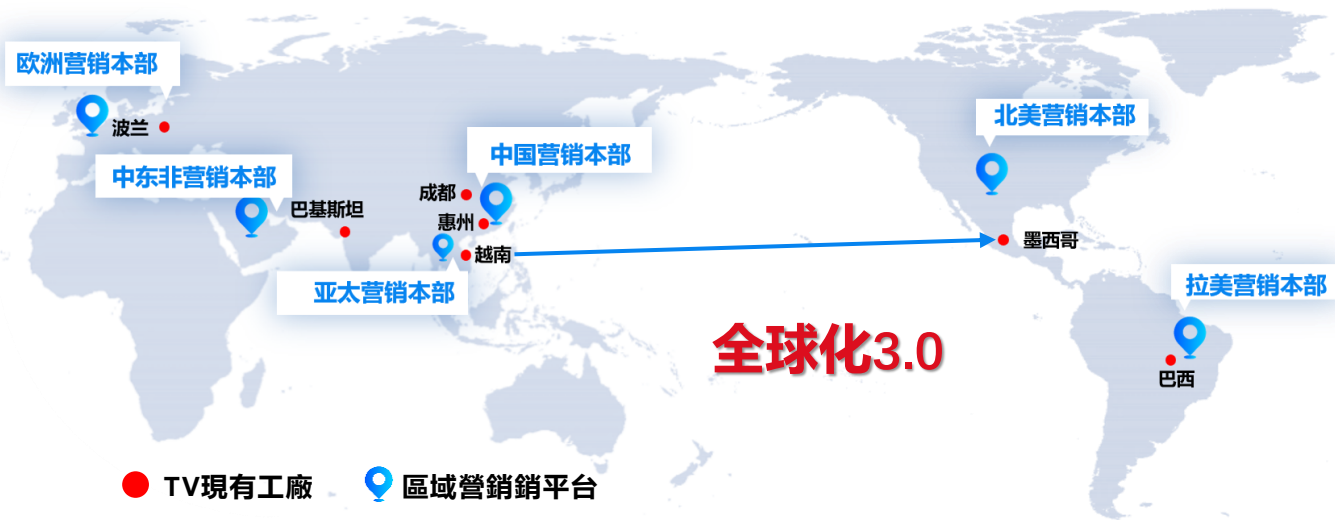 欧洲营销本部
北美营销本部
波兰
中国营销本部
中东非营销本部
成都
巴基斯坦
惠州
越南
墨西哥
亚太营销本部
拉美营销本部
全球化3.0
巴西
TV現有工廠
區域營銷銷平台